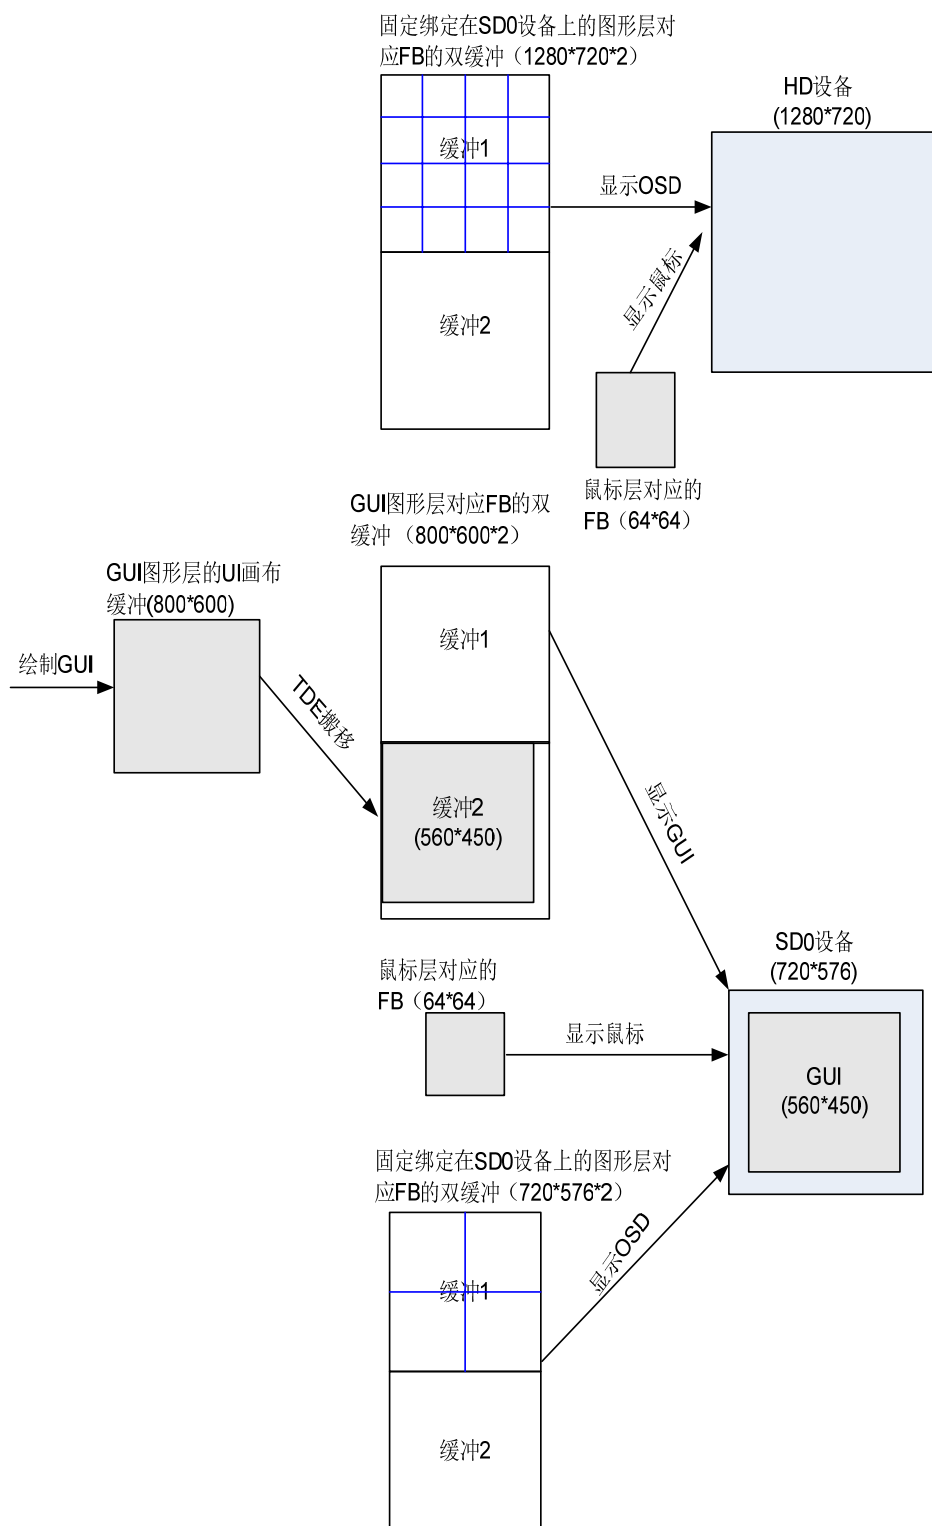 固定绑定在SD0设备上的图形层对
应FB的双缓冲（1280*720*2）
缓冲1
缓冲2
显示OSD
HD设备
(1280*720)
显示鼠标
鼠标层对应的
FB（64*64）
GUI图形层对应FB的双
缓冲 （800*600*2）
缓冲1
GUI图形层的UI画布
缓冲(800*600)
绘制GUI
TDE搬移
缓冲2
(560*450)
显示GUI
SD0设备
(720*576)
鼠标层对应的
FB（64*64）
显示鼠标
GUI
(560*450)
固定绑定在SD0设备上的图形层对
应FB的双缓冲（720*576*2）
缓冲1
显示OSD
缓冲2